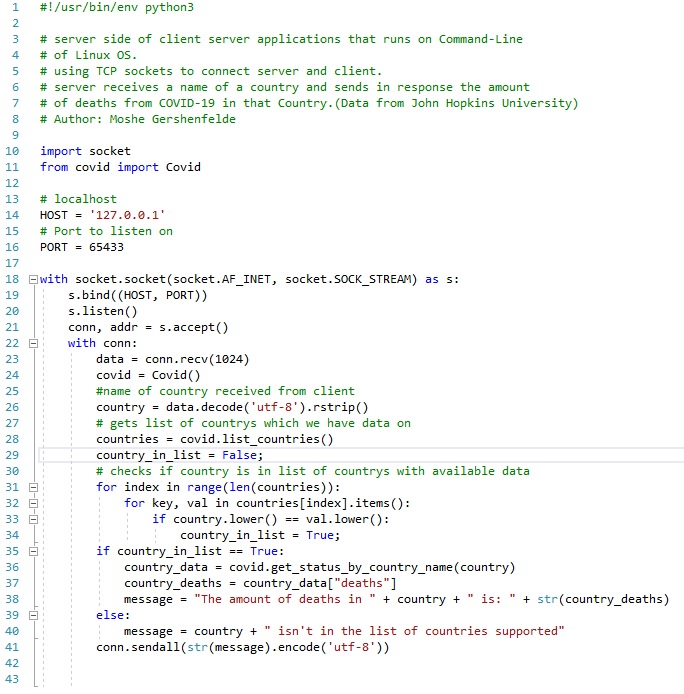 1 #!/usr/bin/env python3
2
3 # server side of client server applications that runs on Command-Line
4 # of Linux OS.
5 # using TCP sockets to connect server and client.
6 # server receives a name of a country and sends in response the amount
7 # of deaths from COVID-19 in that Country.(Data from John Hopkins University)
8 # Author: Moshe Gershenfelde
9
10 import socket
11 from covid import Covid
12
13 # localhost
14 HOST = '127.0.0.1'
15 # Port to listen on
16 PORT = 65433
17
18 with socket.socket(socket.AF_INET, socket.SOCK_STREAM) as s:
19     s.bind((HOST, PORT))
20     s.listen()
21     conn, addr = s.accept()
22     with conn:
23         data = conn.recv(1024)
24         covid = Covid()
25         #name of country received from client
26         country = data.decode('utf-8').rstrip()
27         # gets list of countrys which we have data on
28         countries = covid.list_countries()
29         country_in_list = False;
30         # checks if country is in list of countrys with available data
31         for index in range(len(countries)):
32             for key, val in countries[index].items():
33                 if country.lower() == val.lower():
34                     country_in_list = True;
35         if country_in_list == True:
36             country_data = covid.get_status_by_country_name(country)
37             country_deaths = country_data["deaths"]
38             message = "The amount of deaths in " + country + " is: " + str(country_deaths)
39         else:
40             message = country + " isn't in the list of countries supported"
41         conn.sendall(str(message).encode('utf-8'))
42
43